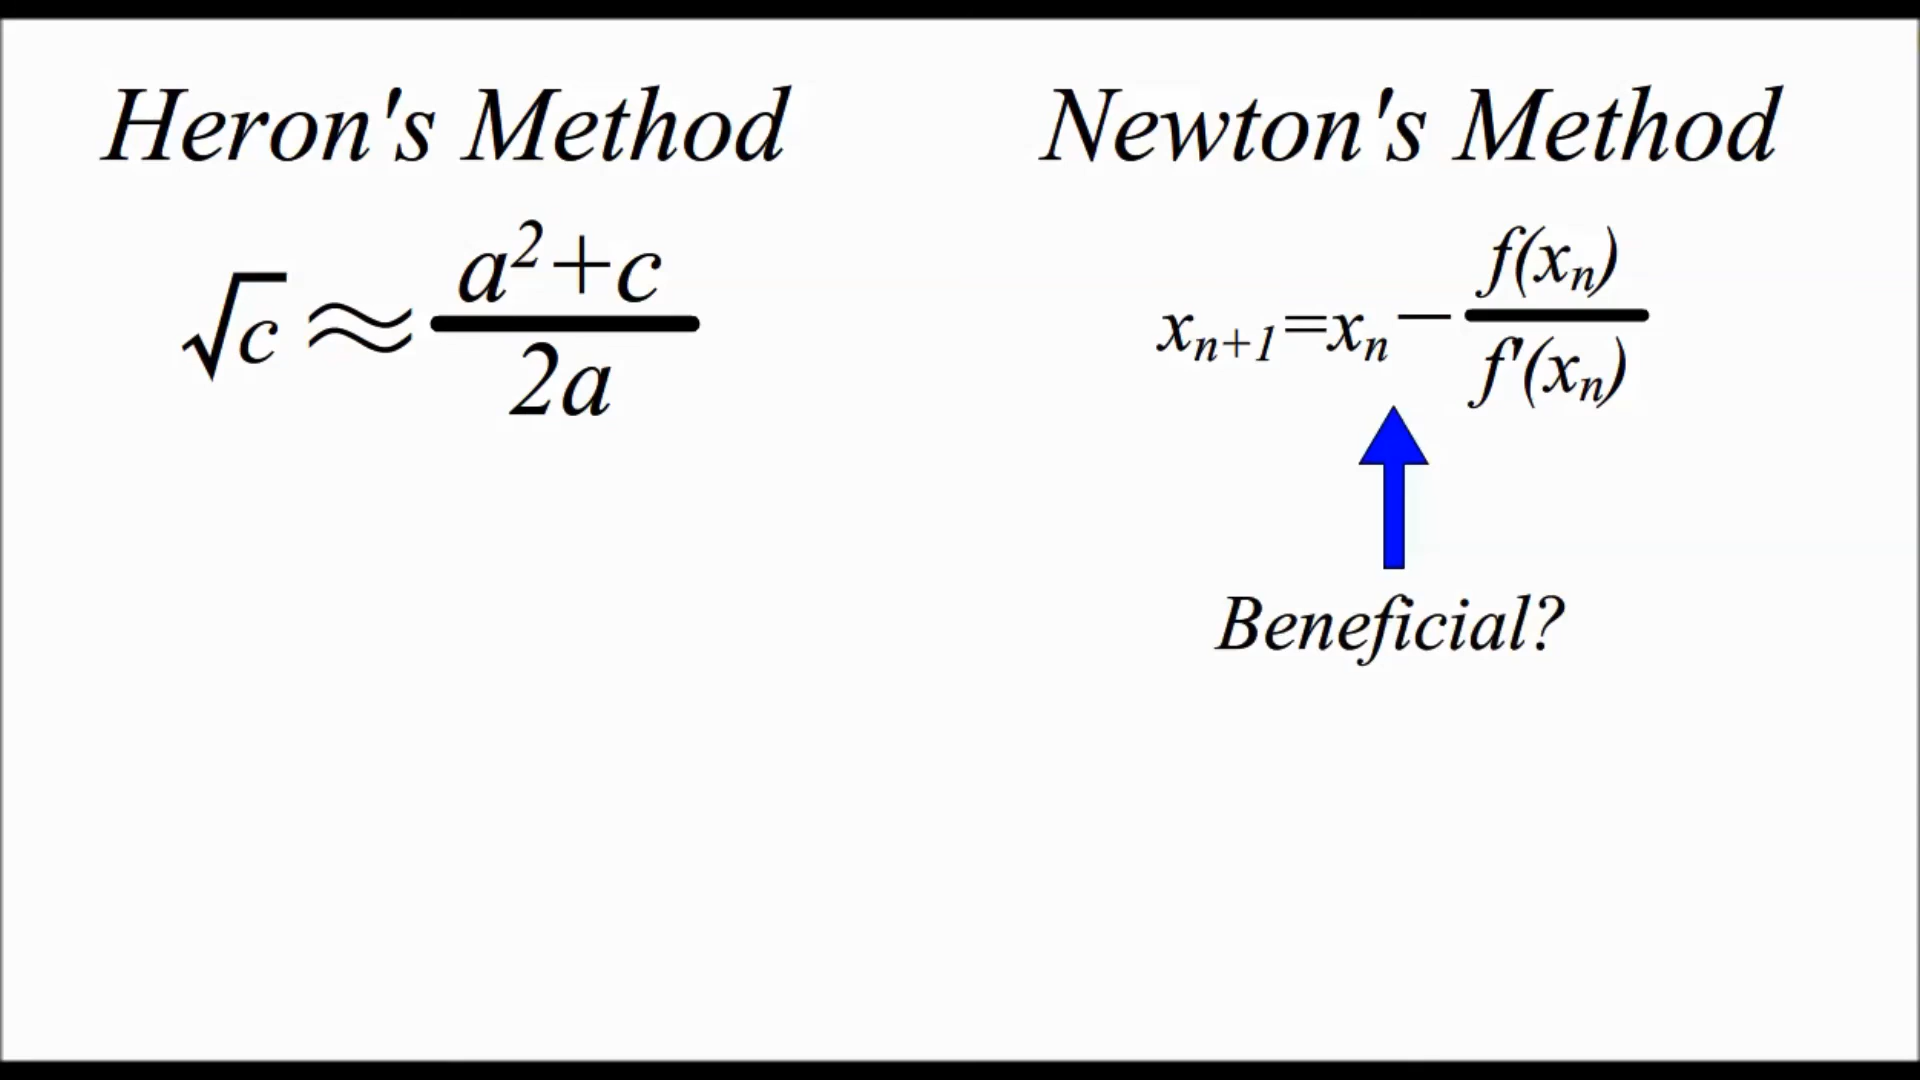 Heron's Method
√c ≈ (a²+c)/(2a)
Newton's Method
xₙ₊₁=xₙ−f(xₙ)/f'(xₙ)
Beneficial?